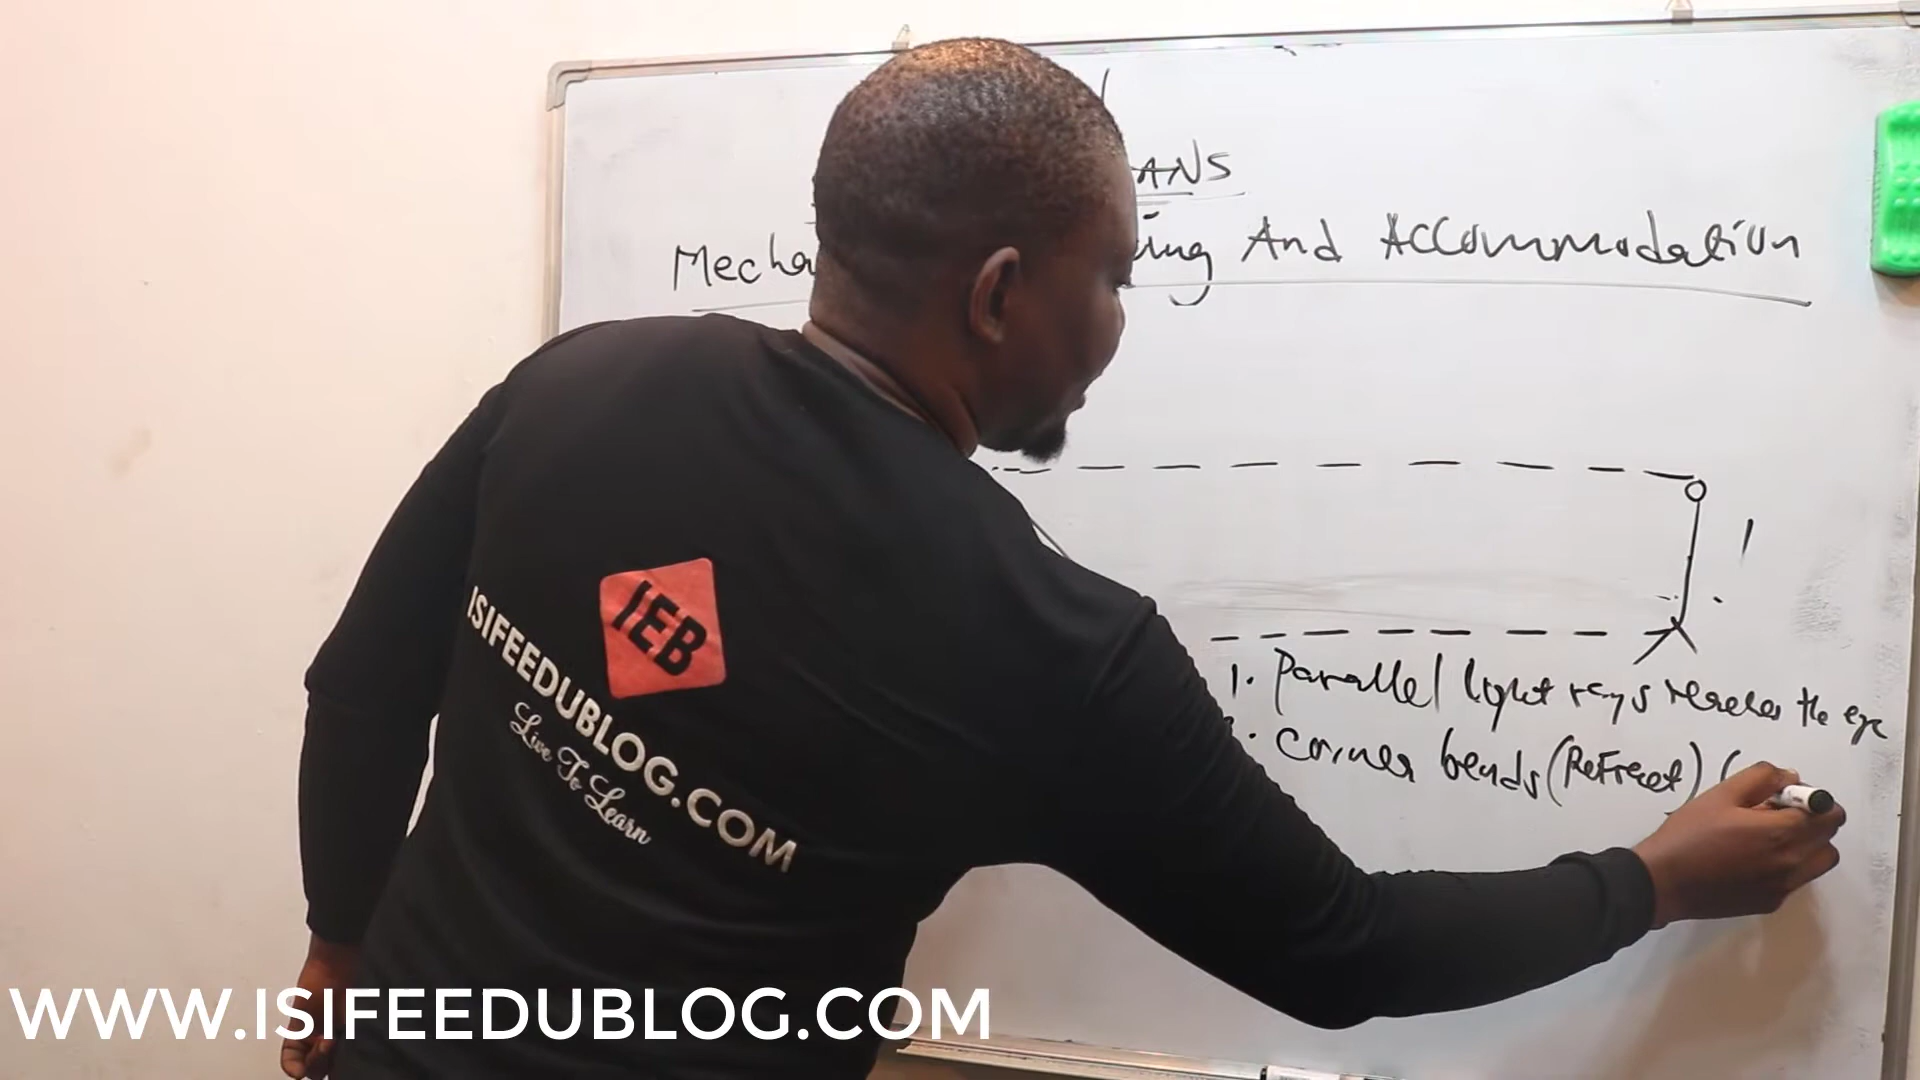 ANS
Mecha ing And Accommodation
1. Parallel light rays reaches the eye
. Cornea bends (Refract) (
IEB
ISIFEEDUBLOG.COM
Live To Learn
WWW.ISIFEEDUBLOG.COM